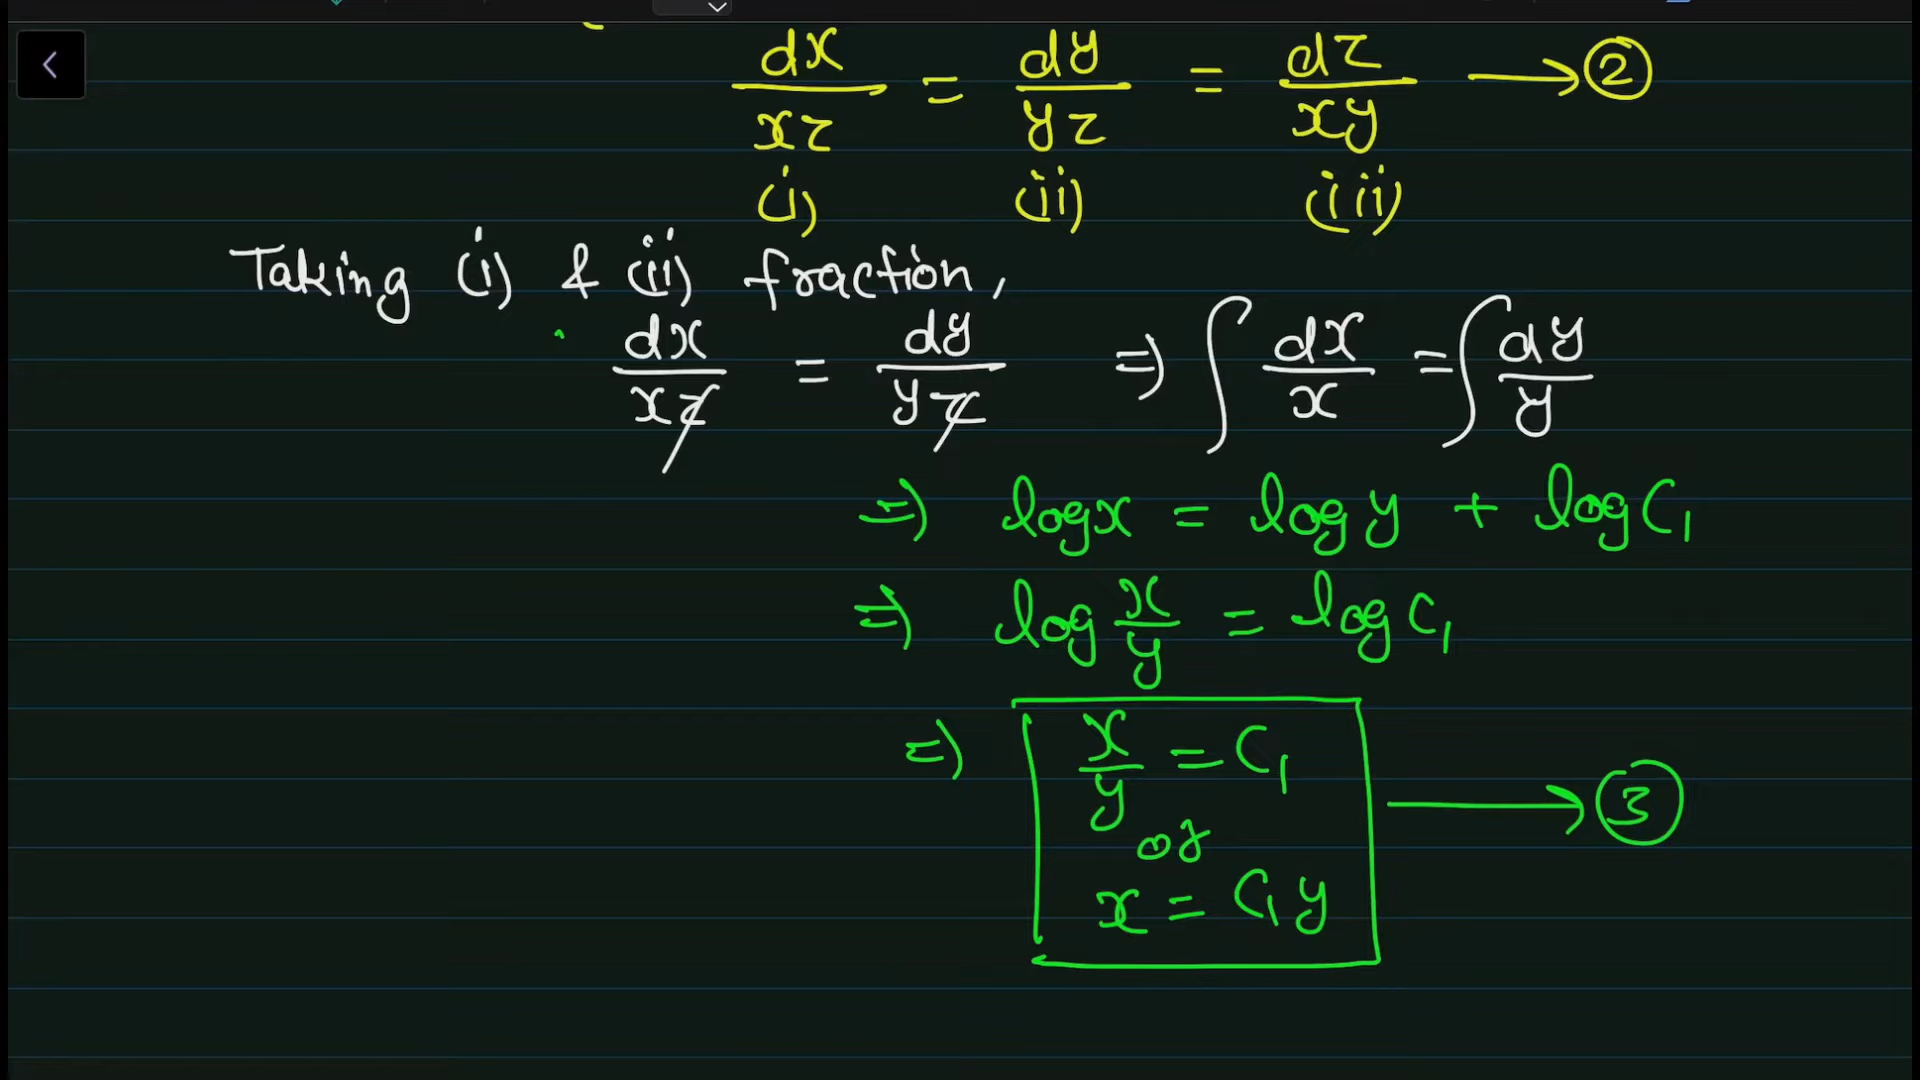 dx/xz = dy/yz = dz/xy → ②
(i) (ii) (iii)
Taking (i) & (ii) fraction,
dx/xz = dy/yz ⇒ ∫ dx/x = ∫ dy/y
⇒ log x = log y + log C₁
⇒ log x/y = log C₁
⇒ x/y = C₁ → ③
or
x = C₁ y